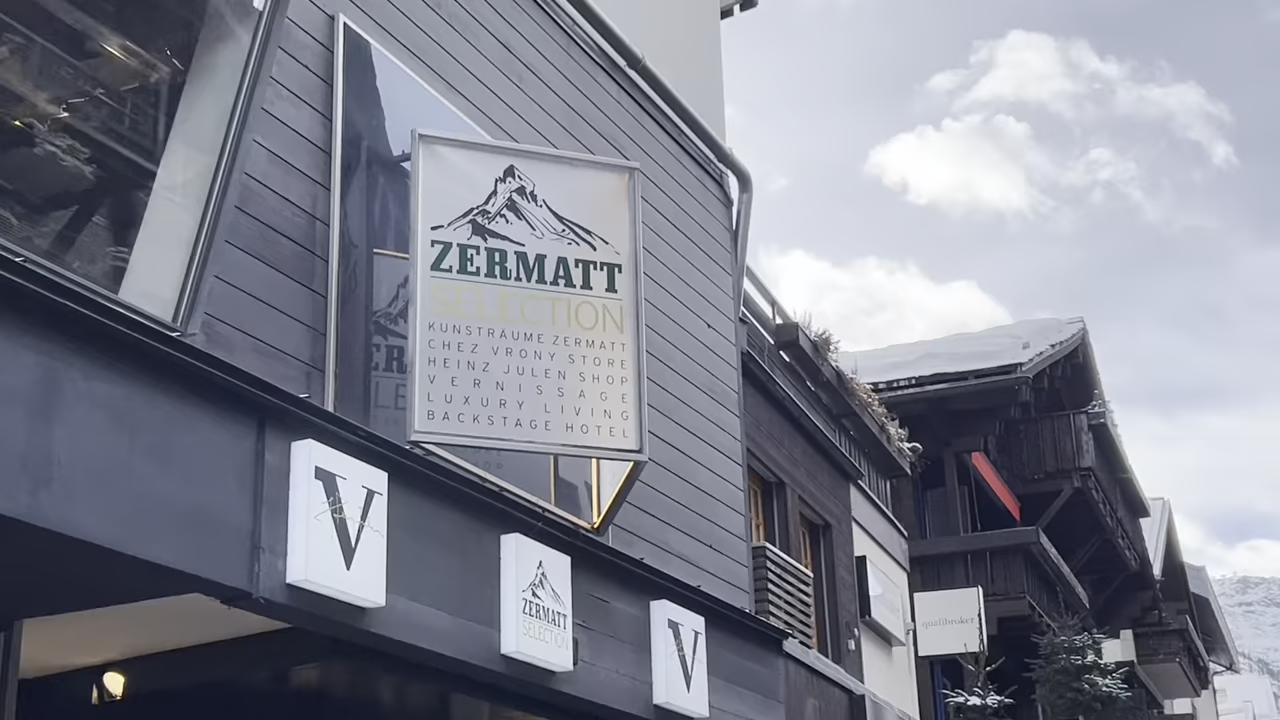 ZERMATT
SELECTION
KUNSTRÄUME ZERMATT
CHEZ VRONY STORE
HEINZ JULEN SHOP
VERNISSAGE
LUXURY LIVING
BACKSTAGE HOTEL
V
ZERMATT
SELECTION
V
qualibroker